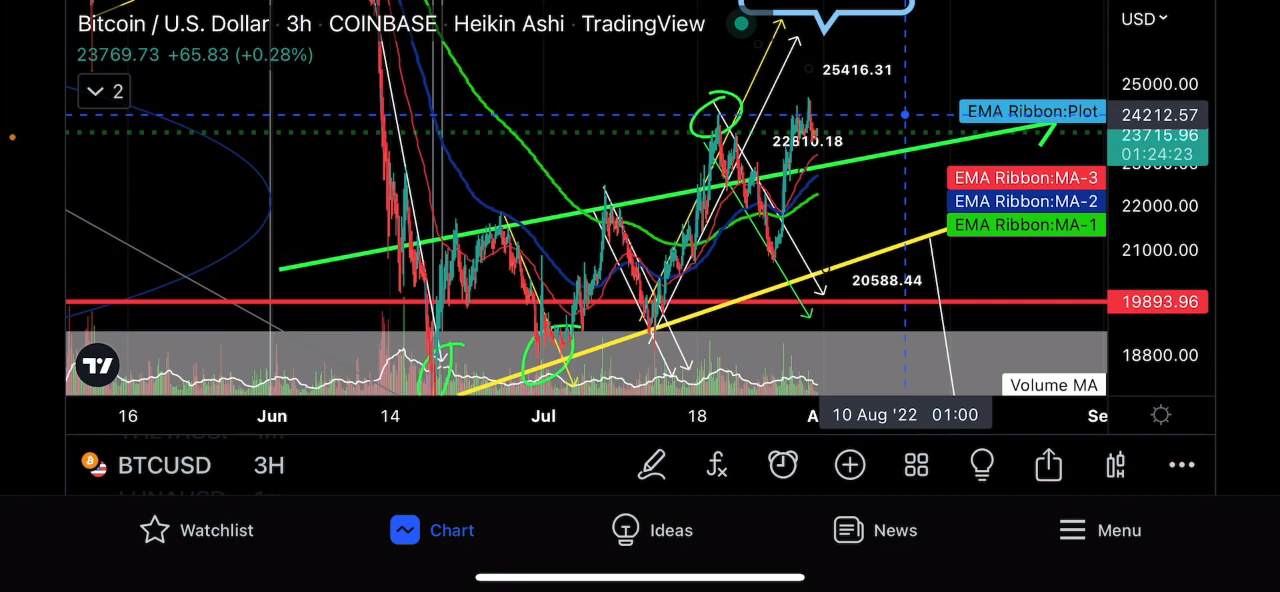 Bitcoin / U.S. Dollar · 3h · COINBASE · Heikin Ashi · TradingView
USD
23769.73 +65.83 (+0.28%)
25416.31
25000.00
2
EMA Ribbon:Plot
24212.57
23715.96
22810.18
01:24:23
EMA Ribbon:MA-3
EMA Ribbon:MA-2
22000.00
EMA Ribbon:MA-1
21000.00
20588.44
19893.96
18800.00
Volume MA
16 Jun 14 Jul 18 A 10 Aug '22 01:00 Se
BTCUSD 3H
Watchlist Chart Ideas News Menu